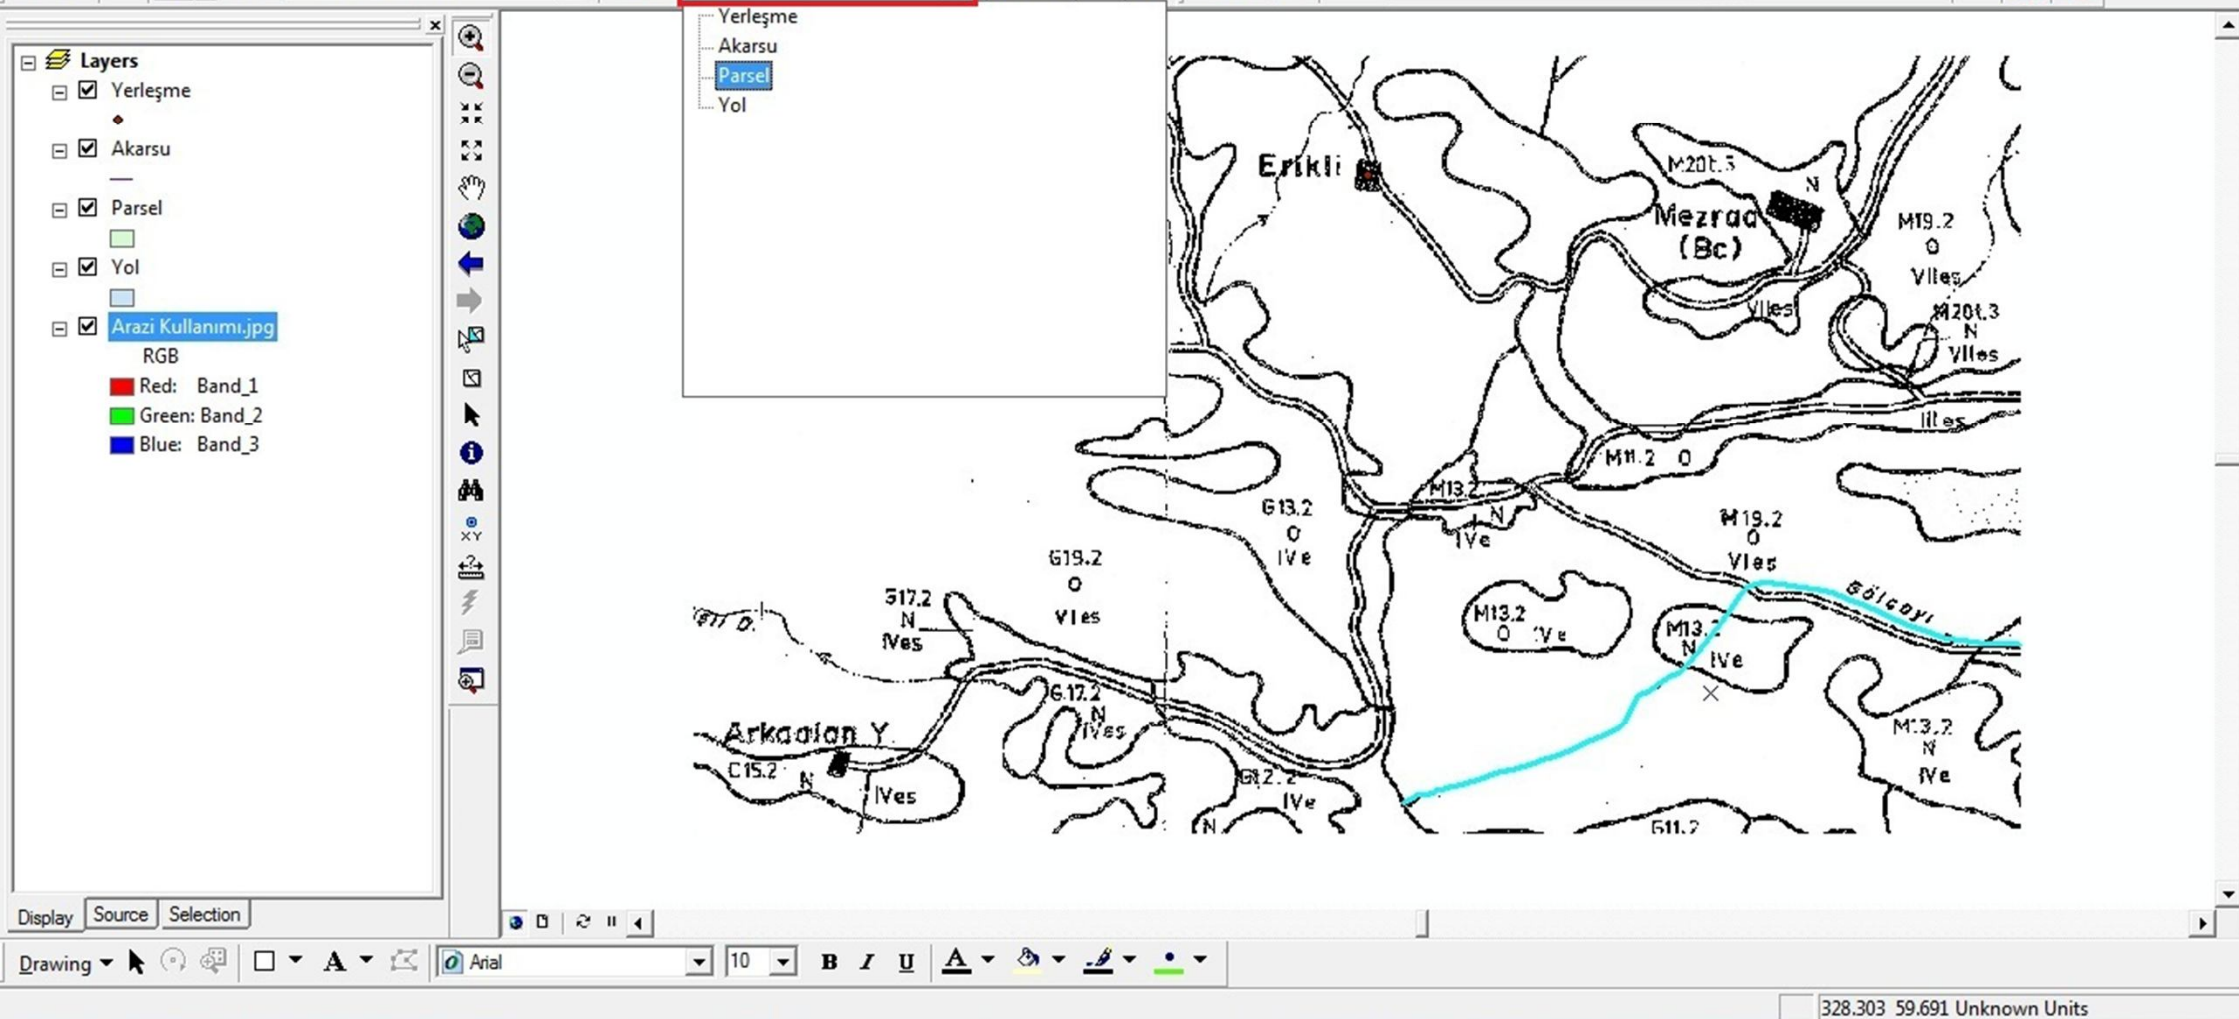 Layers
Yerleşme
Akarsu
Parsel
Yol
Arazi Kullanımı.jpg
RGB
Red: Band_1
Green: Band_2
Blue: Band_3
Display
Source
Selection
XY
Yerleşme
Akarsu
Parsel
Yol
Erikli
M20t.3
N
Mezraa
(Bc)
VIIes
M19.2
O
VIIes
M20t.3
N
VIIes
IIIes
M11.2 O
M13.2
N
IVe
G13.2
O
IVe
M19.2
O
VIes
Gölcayı
G19.2
O
VIes
G17.2
N
IVes
M13.2
O IVe
M13.2
N
IVe
G.17.2
N
IVes
Arkaalan Y.
C15.2
N
IVes
G12.2
IVe
N
M13.2
N
IVe
G11.2
Drawing
A
Arial
10
B I U
A
328.303 59.691 Unknown Units